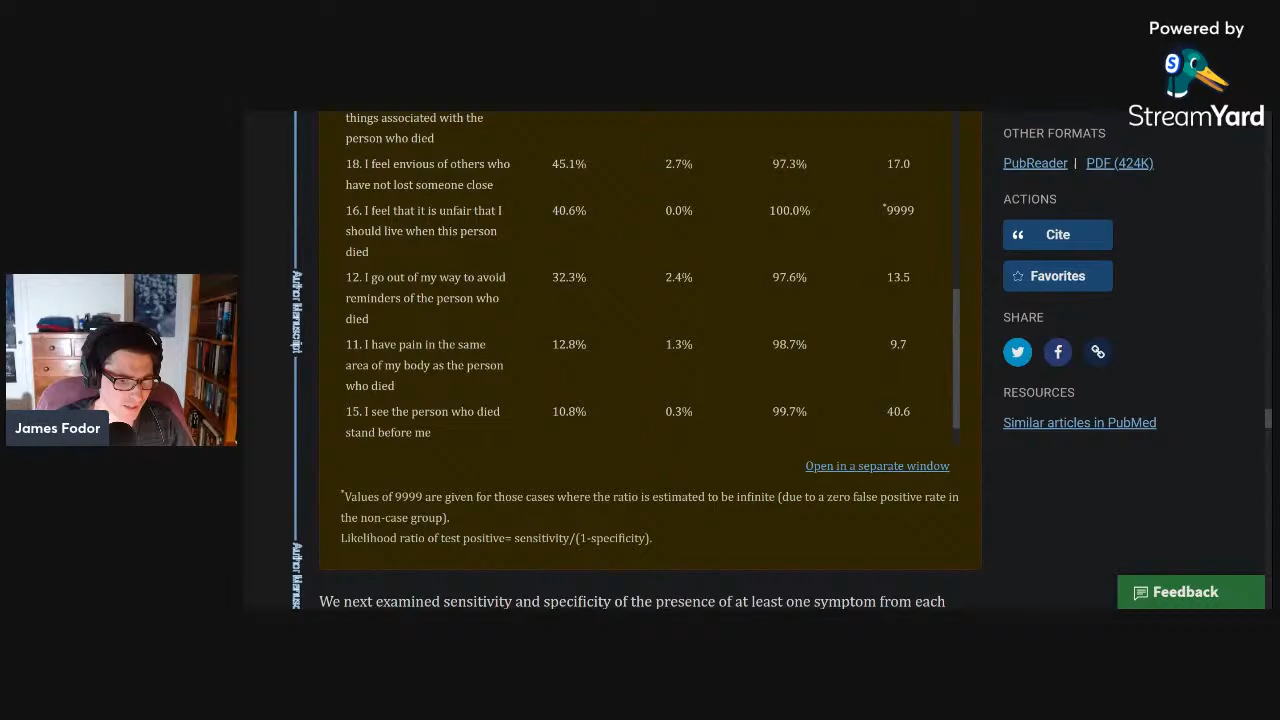 Powered by
StreamYard
things associated with the
person who died
18. I feel envious of others who 45.1% 2.7% 97.3% 17.0
have not lost someone close
16. I feel that it is unfair that I 40.6% 0.0% 100.0% *9999
should live when this person
died
12. I go out of my way to avoid 32.3% 2.4% 97.6% 13.5
reminders of the person who
died
11. I have pain in the same 12.8% 1.3% 98.7% 9.7
area of my body as the person
who died
15. I see the person who died 10.8% 0.3% 99.7% 40.6
stand before me
Open in a separate window
*Values of 9999 are given for those cases where the ratio is estimated to be infinite (due to a zero false positive rate in
the non-case group).
Likelihood ratio of test positive= sensitivity/(1-specificity).
We next examined sensitivity and specificity of the presence of at least one symptom from each
Author Manuscript
James Fodor
OTHER FORMATS
PubReader | PDF (424K)
ACTIONS
Cite
Favorites
SHARE
RESOURCES
Similar articles in PubMed
Feedback